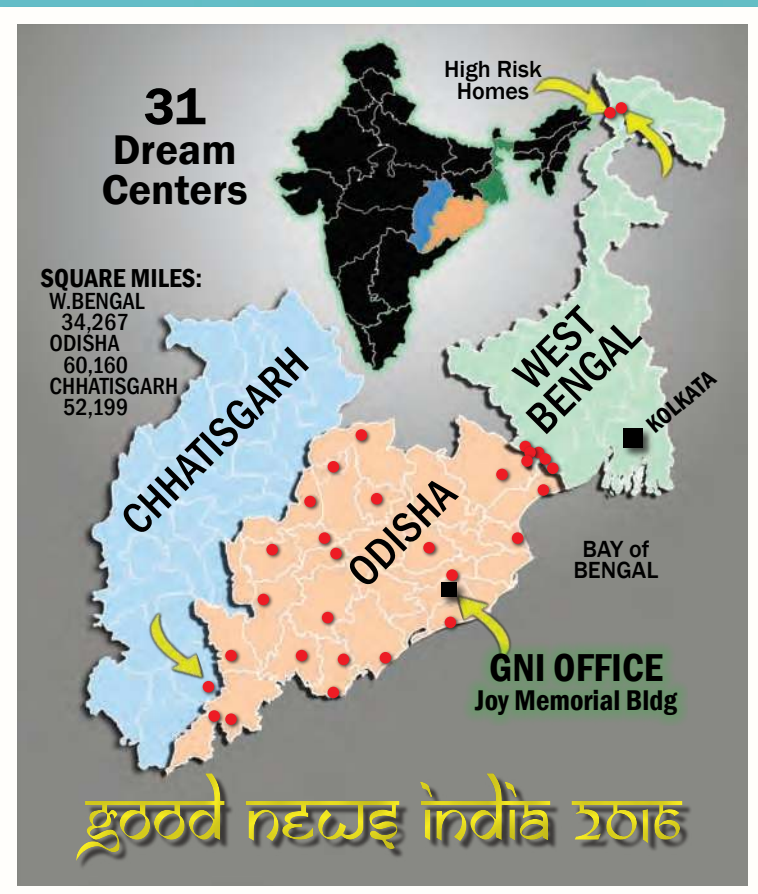 31
Dream
Centers
High Risk
Homes
SQUARE MILES:
W.BENGAL
34,267
ODISHA
60,160
CHHATISGARH
52,199
CHHATISGARH
WEST
BENGAL
KOLKATA
ODISHA
BAY of
BENGAL
GNI OFFICE
Joy Memorial Bldg
good news india 2016